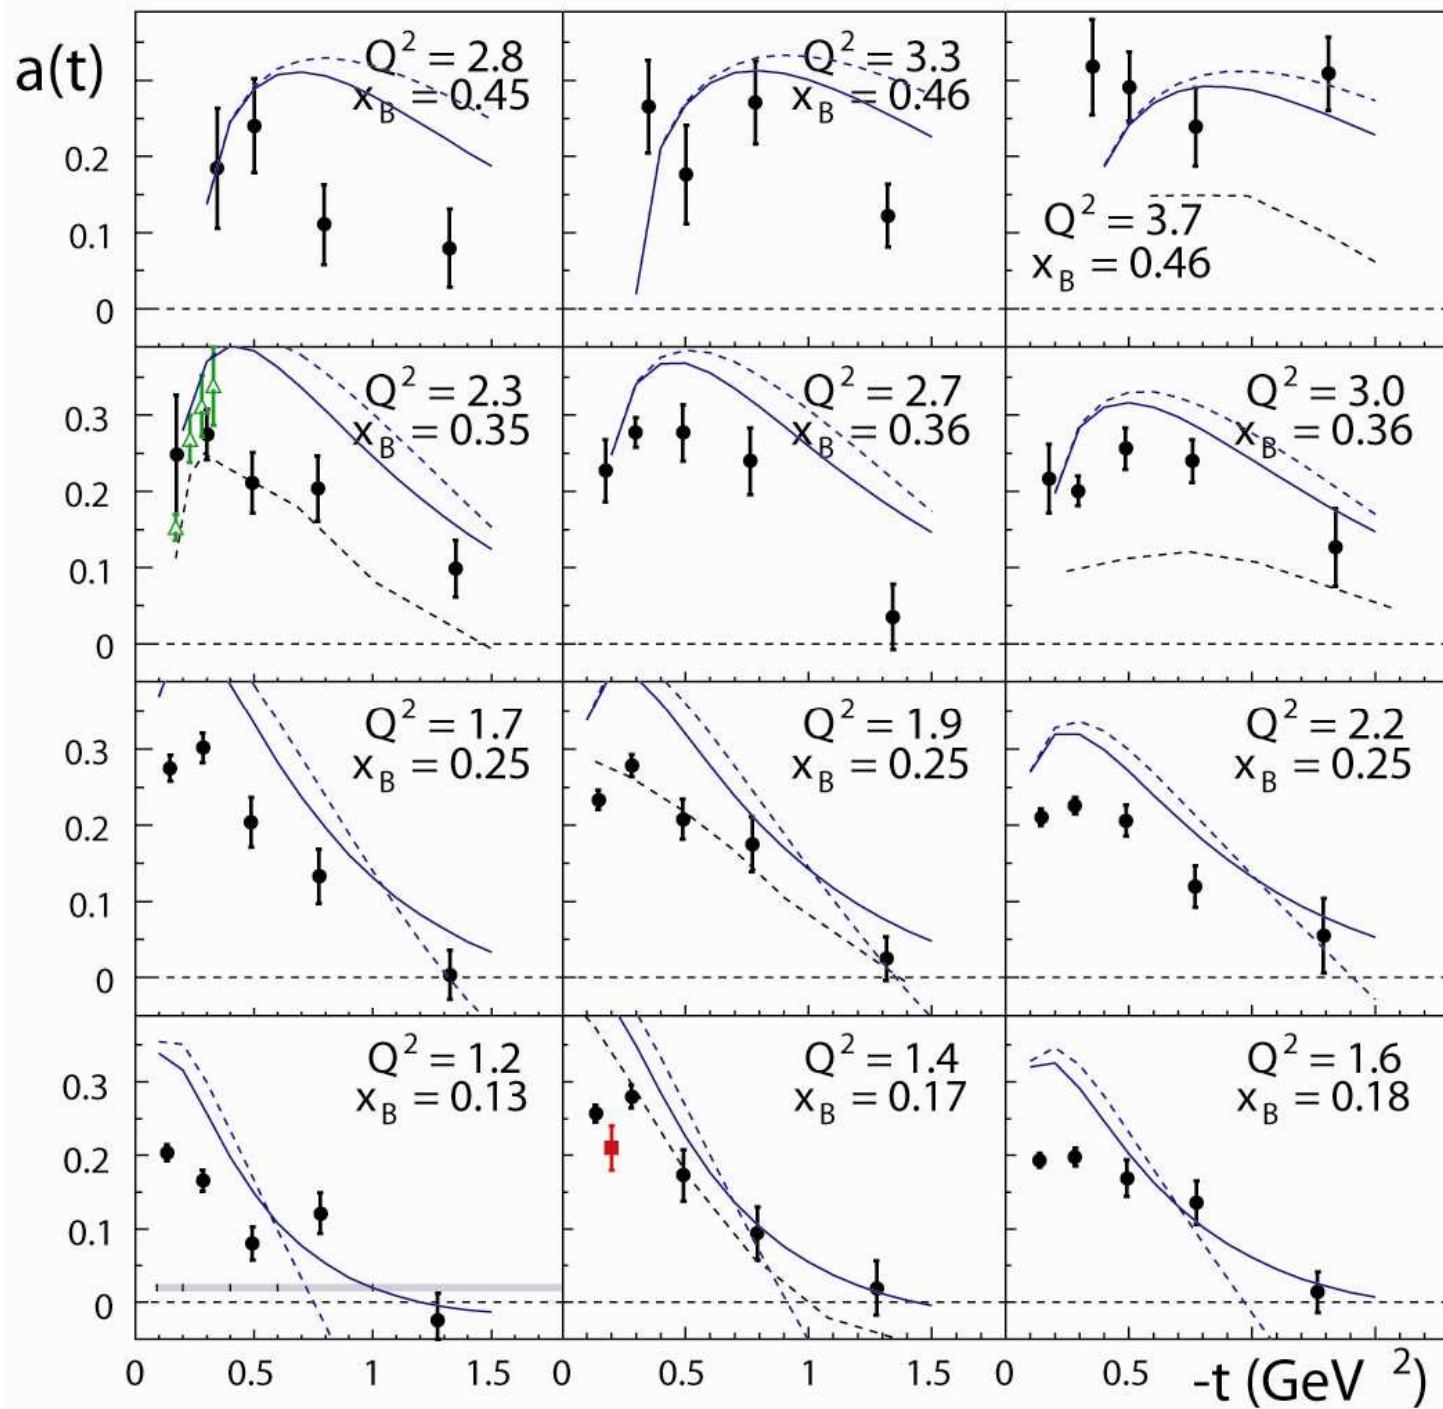 a(t)
Q² = 2.8
x_B = 0.45
Q² = 3.3
x_B = 0.46
Q² = 3.7
x_B = 0.46
0.2
0.1
0
Q² = 2.3
x_B = 0.35
Q² = 2.7
x_B = 0.36
Q² = 3.0
x_B = 0.36
0.3
0.2
0.1
0
Q² = 1.7
x_B = 0.25
Q² = 1.9
x_B = 0.25
Q² = 2.2
x_B = 0.25
0.3
0.2
0.1
0
Q² = 1.2
x_B = 0.13
Q² = 1.4
x_B = 0.17
Q² = 1.6
x_B = 0.18
0.3
0.2
0.1
0
0 0.5 1 1.5 0 0.5 1 1.5 0 0.5 -t (GeV ²)